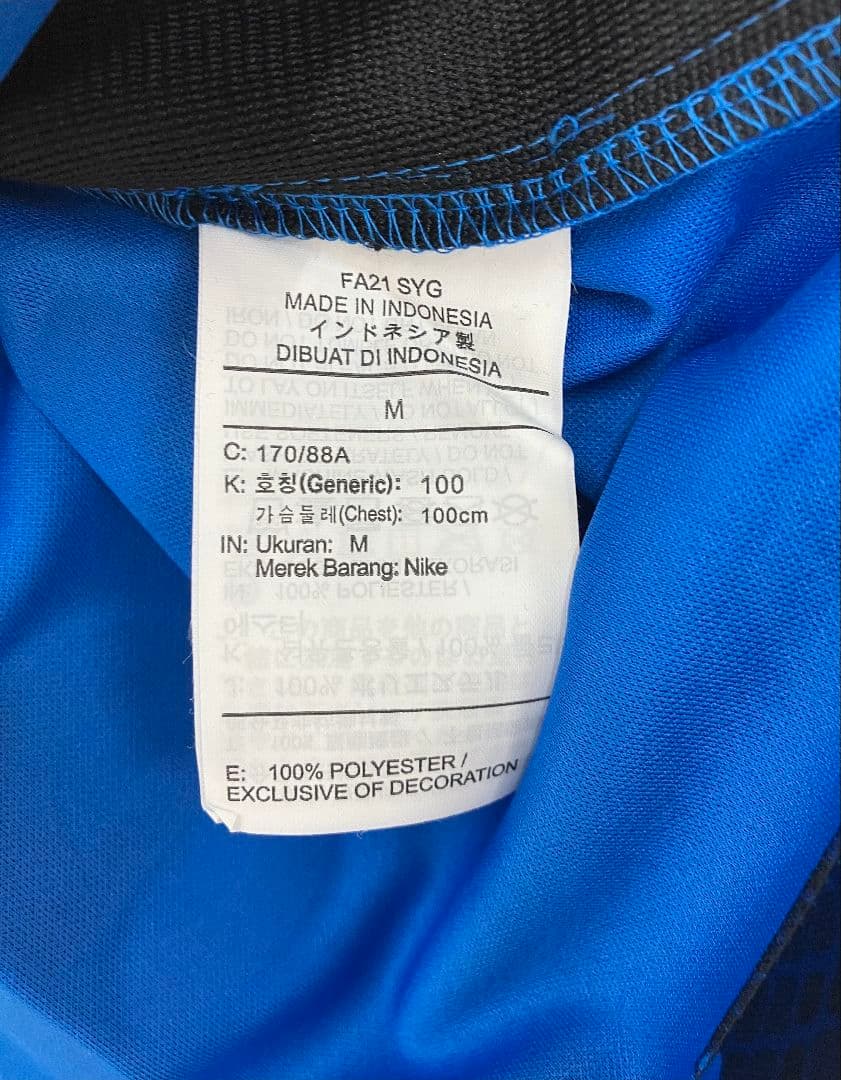 FA21 SYG
MADE IN INDONESIA
インドネシア製
DIBUAT DI INDONESIA
M
C: 170/88A
K: 호칭(Generic): 100
가슴둘레(Chest): 100cm
IN: Ukuran: M
Merek Barang: Nike
E: 100% POLYESTER /
EXCLUSIVE OF DECORATION